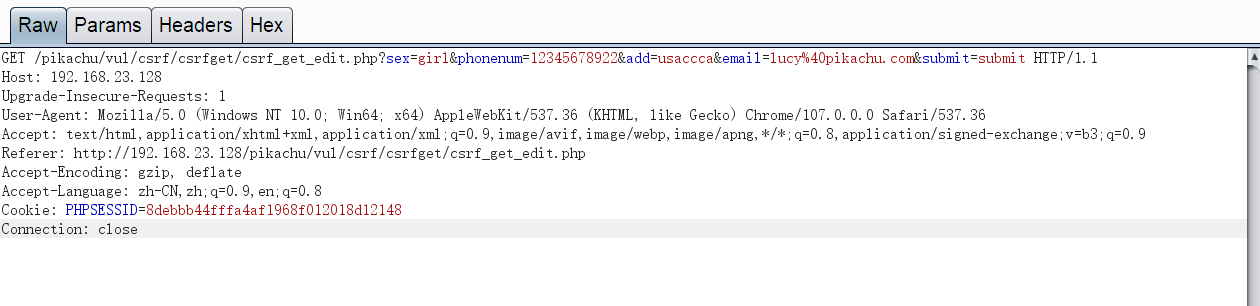 Raw Params Headers Hex
GET /pikachu/vul/csrf/csrfget/csrf_get_edit.php?sex=girl&phonenum=12345678922&add=usaccca&email=lucy%40pikachu.com&submit=submit HTTP/1.1
Host: 192.168.23.128
Upgrade-Insecure-Requests: 1
User-Agent: Mozilla/5.0 (Windows NT 10.0; Win64; x64) AppleWebKit/537.36 (KHTML, like Gecko) Chrome/107.0.0.0 Safari/537.36
Accept: text/html,application/xhtml+xml,application/xml;q=0.9,image/avif,image/webp,image/apng,*/*;q=0.8,application/signed-exchange;v=b3;q=0.9
Referer: http://192.168.23.128/pikachu/vul/csrf/csrfget/csrf_get_edit.php
Accept-Encoding: gzip, deflate
Accept-Language: zh-CN,zh;q=0.9,en;q=0.8
Cookie: PHPSESSID=8debbb44fffa4af1968f012018d12148
Connection: close